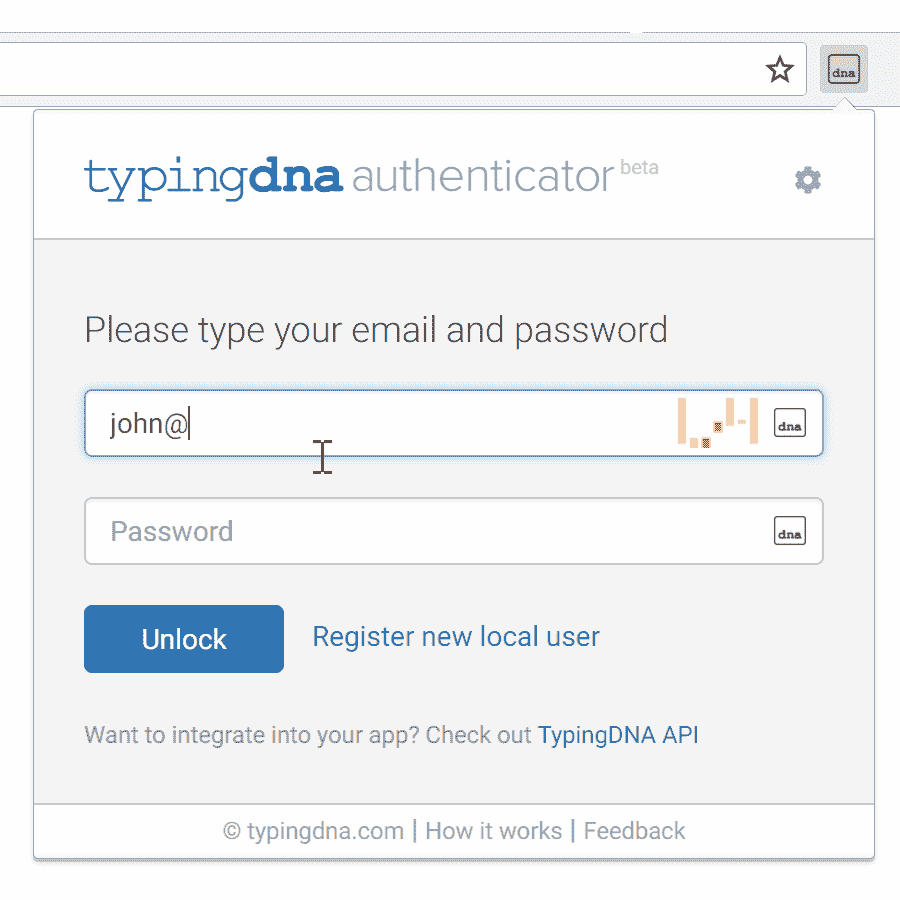 dna
typingdna authenticator beta
Please type your email and password
john@
dna
Password
dna
Unlock
Register new local user
Want to integrate into your app? Check out TypingDNA API
© typingdna.com | How it works | Feedback